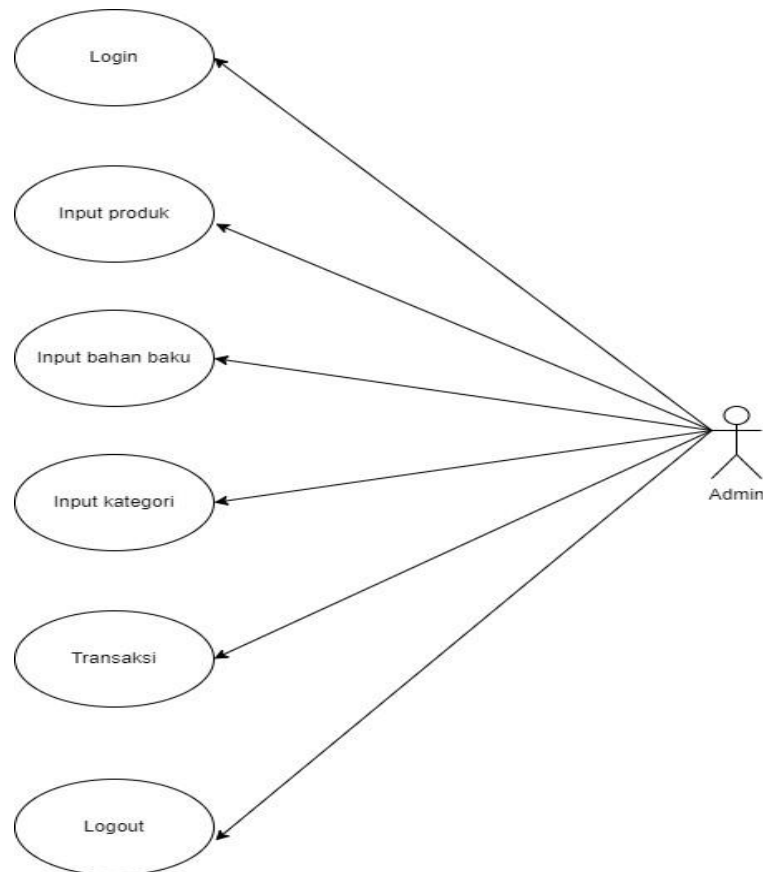 Login
Input produk
Input bahan baku
Input kategori
Admin
Transaksi
Logout